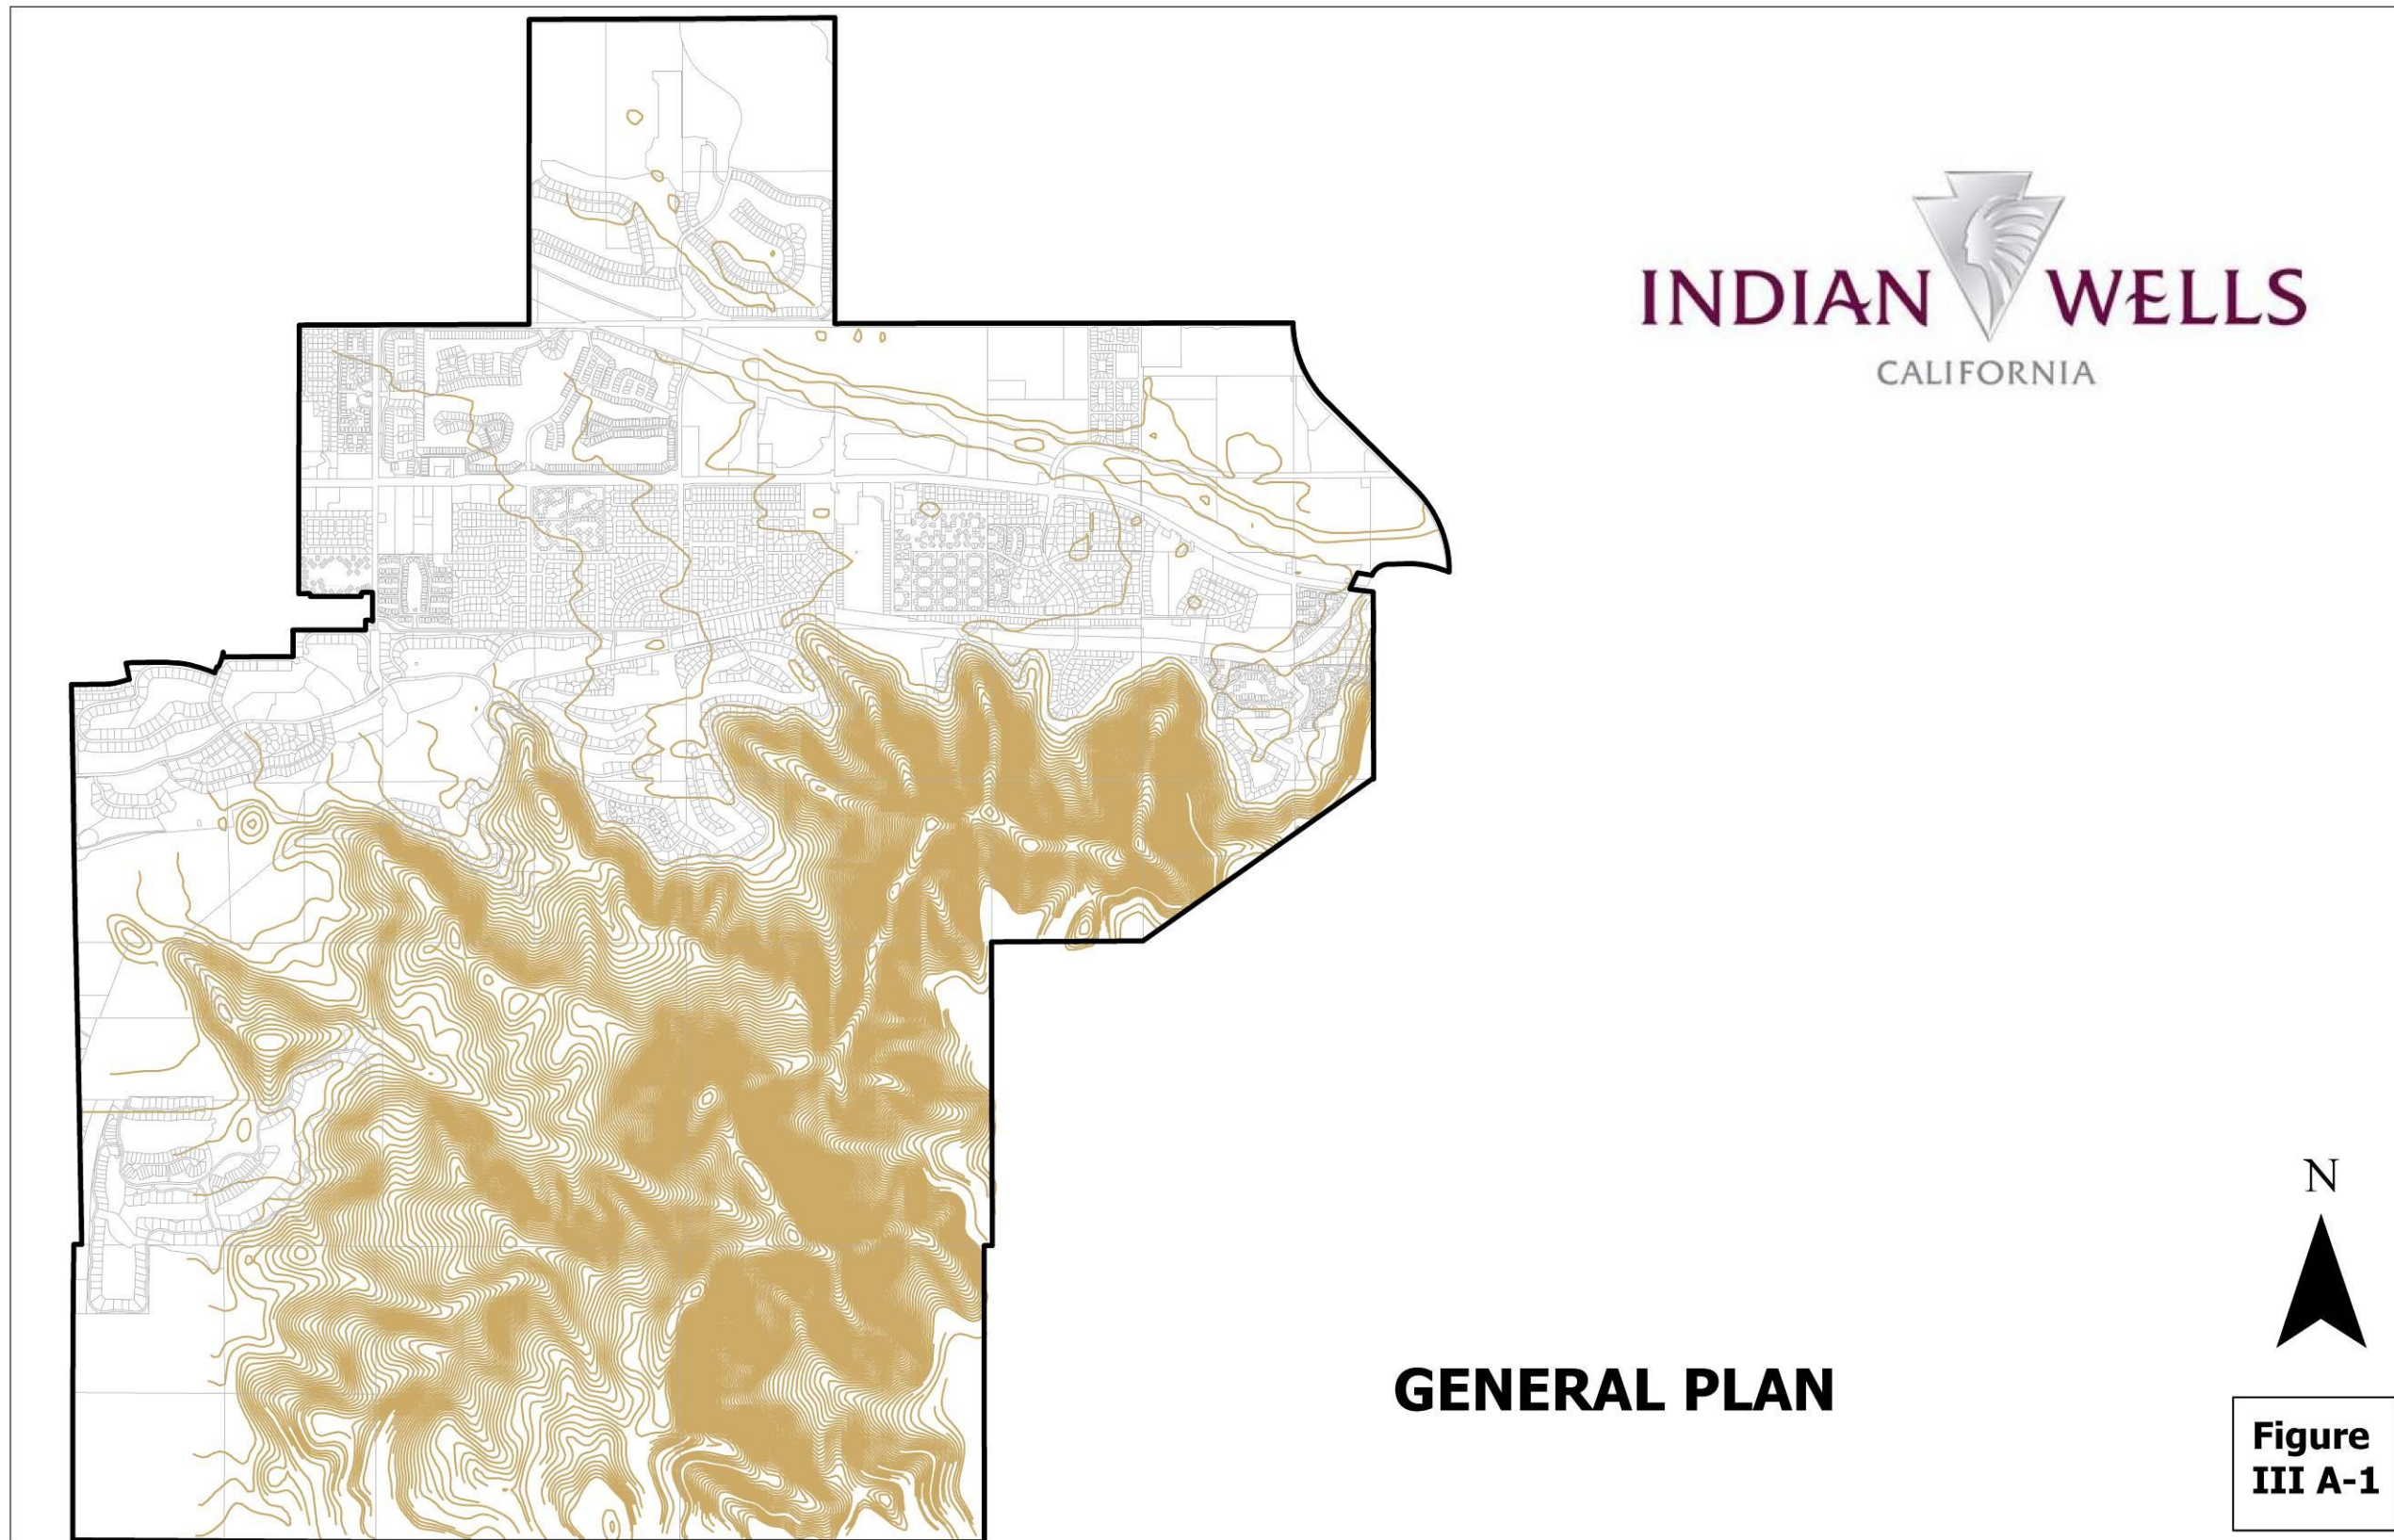 INDIAN WELLS
CALIFORNIA
N
GENERAL PLAN
Figure
III A-1